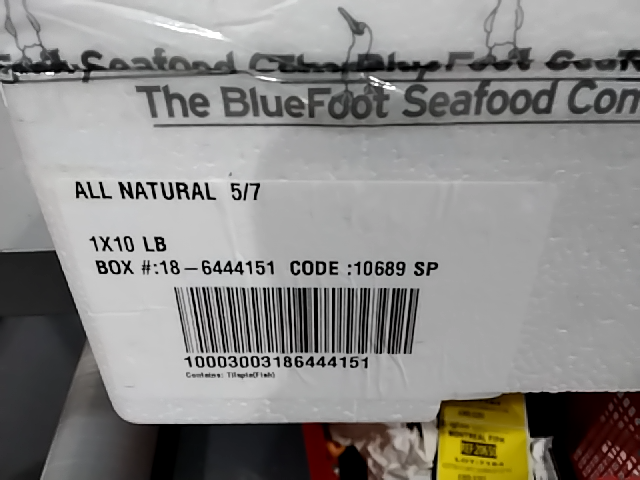 The BlueFoot Seafood Com
ALL NATURAL 5/7
1X10 LB
BOX #:18-6444151 CODE :10689 SP
10003003186444151
Contains: Tilapia(Fish)
MONTREAL